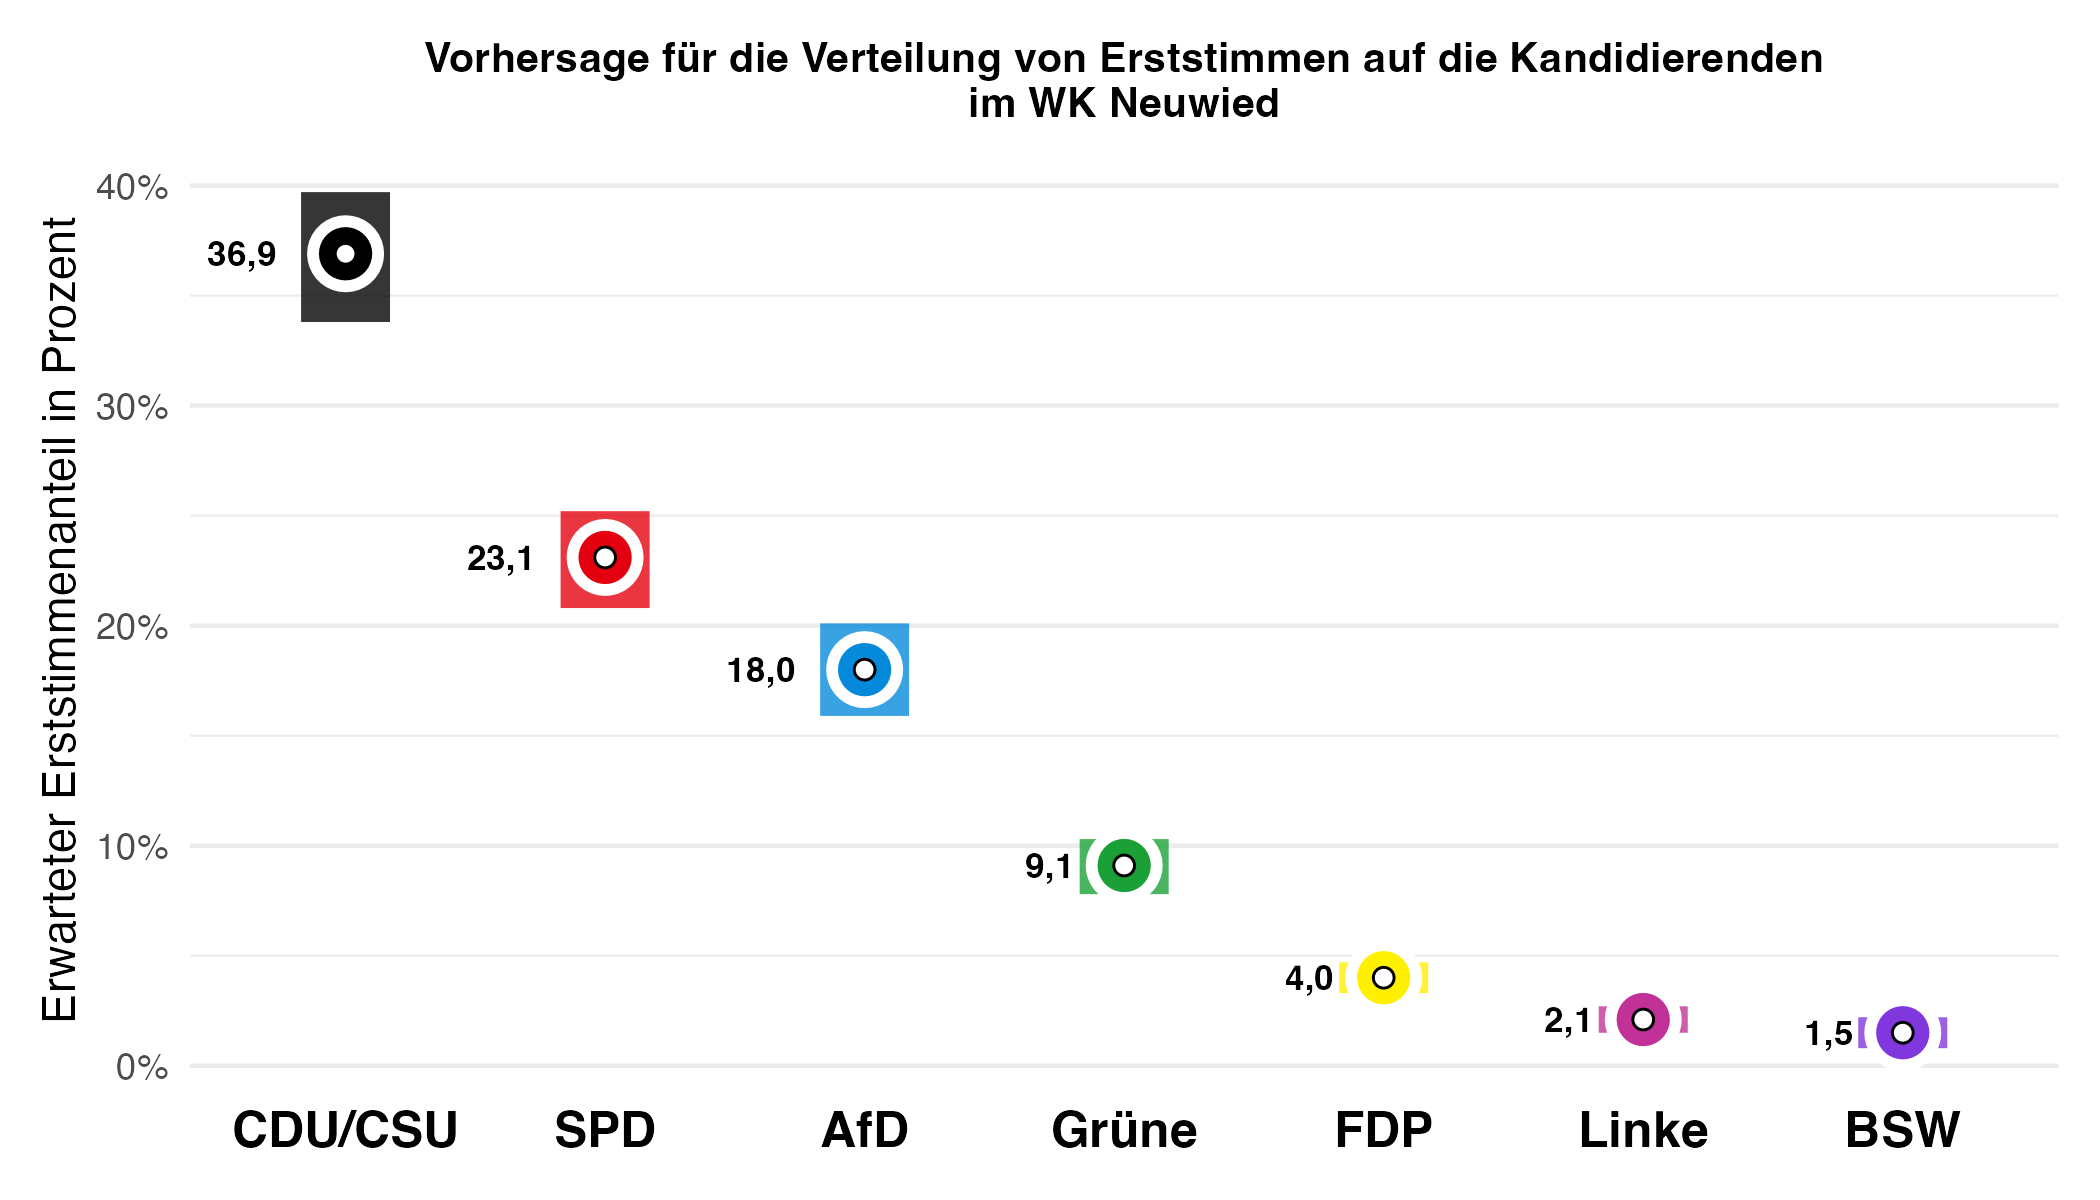 Vorhersage für die Verteilung von Erststimmen auf die Kandidierenden
im WK Neuwied
Erwarteter Erststimmenanteil in Prozent
40%
30%
20%
10%
0%
36,9
23,1
18,0
9,1
4,0
2,1
1,5
CDU/CSU
SPD
AfD
Grüne
FDP
Linke
BSW